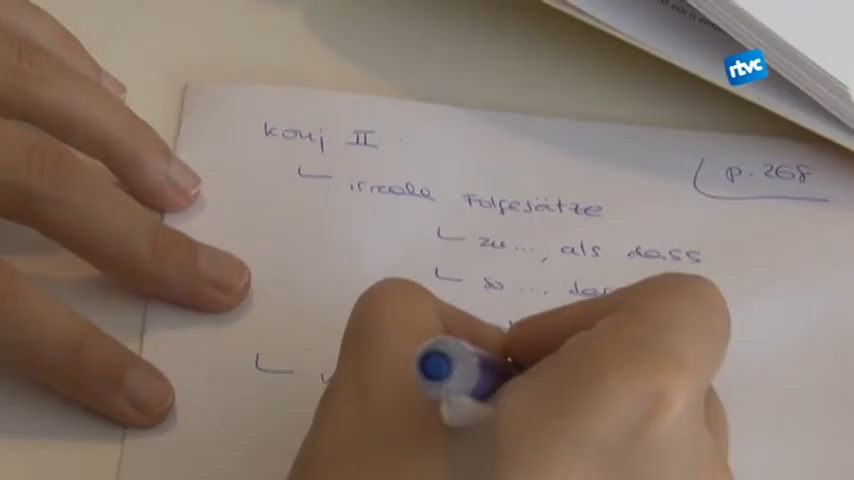 rtvc
Konj. II
p. 268
irreale Folgesätze
zu ..., als dass
so ...,